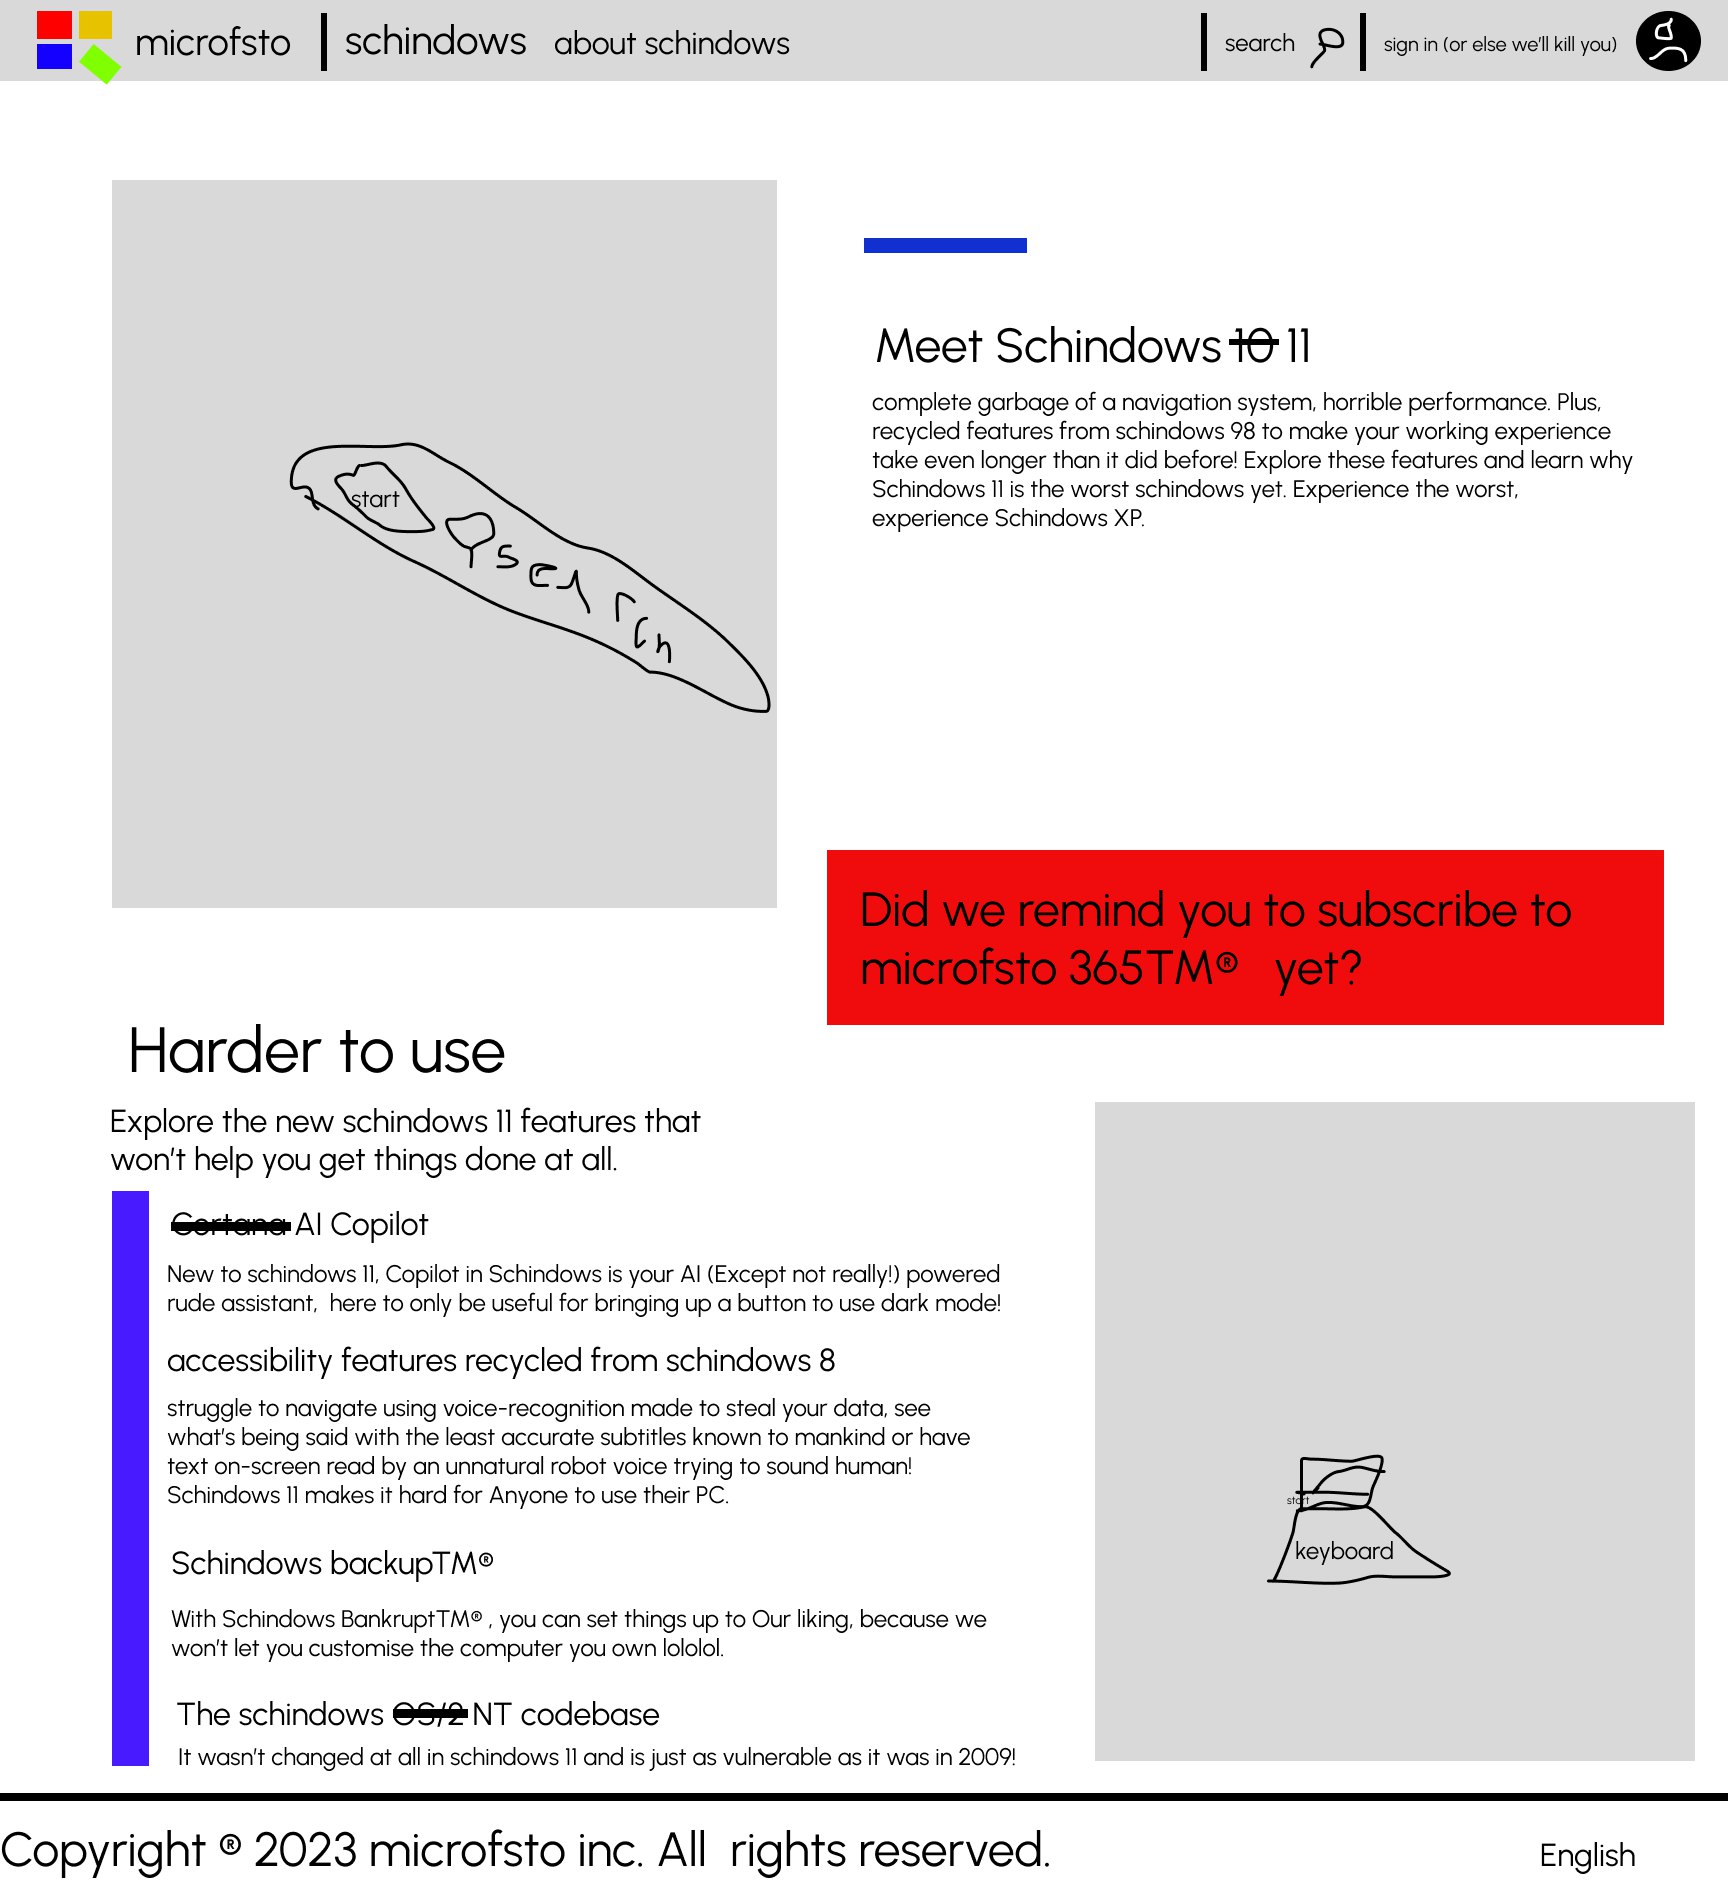 microfsto
schindows
about schindows
search
sign in (or else we'll kill you)
start
search
Meet Schindows 10 11
complete garbage of a navigation system, horrible performance. Plus,
recycled features from schindows 98 to make your working experience
take even longer than it did before! Explore these features and learn why
Schindows 11 is the worst schindows yet. Experience the worst,
experience Schindows XP.
Did we remind you to subscribe to
microfsto 365TM® yet?
Harder to use
Explore the new schindows 11 features that
won't help you get things done at all.
Cortana AI Copilot
New to schindows 11, Copilot in Schindows is your AI (Except not really!) powered
rude assistant, here to only be useful for bringing up a button to use dark mode!
accessibility features recycled from schindows 8
struggle to navigate using voice-recognition made to steal your data, see
what's being said with the least accurate subtitles known to mankind or have
text on-screen read by an unnatural robot voice trying to sound human!
Schindows 11 makes it hard for Anyone to use their PC.
Schindows backupTM®
With Schindows BankruptTM® , you can set things up to Our liking, because we
won't let you customise the computer you own lololol.
The schindows OS/2 NT codebase
It wasn't changed at all in schindows 11 and is just as vulnerable as it was in 2009!
start
keyboard
Copyright ® 2023 microfsto inc. All rights reserved.
English